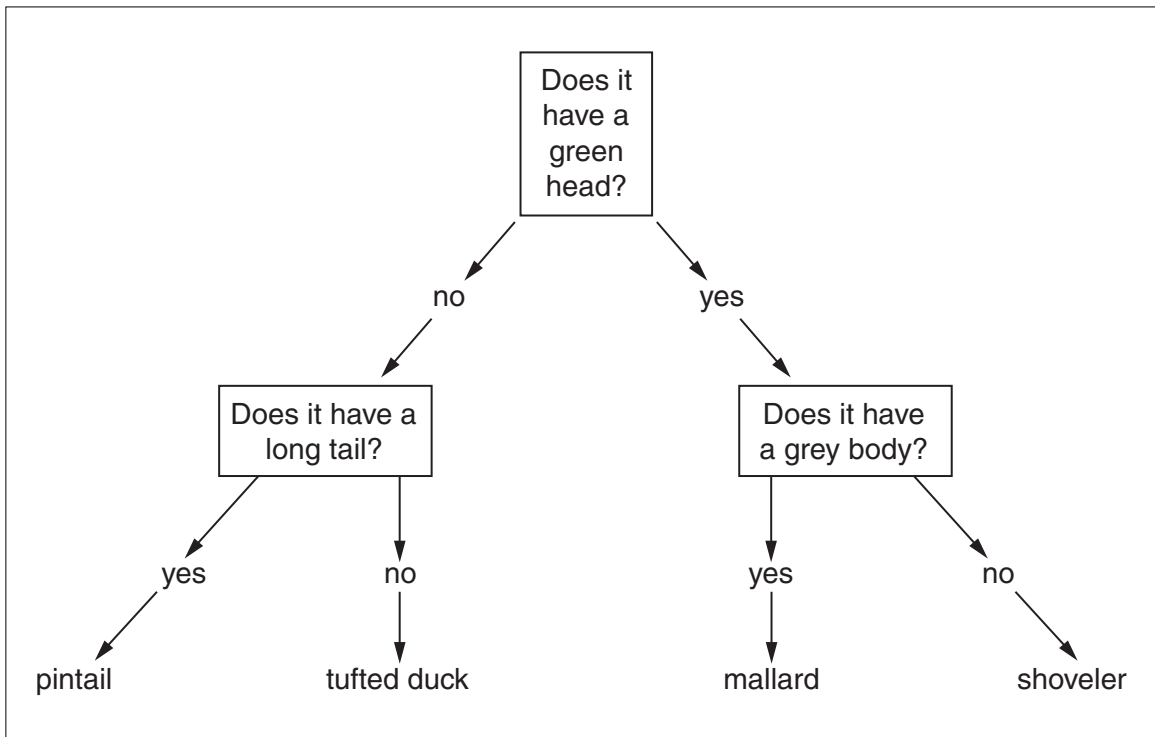 Does it
have a
green
head?
no
yes
Does it have a
long tail?
Does it have
a grey body?
yes
no
yes
no
pintail
tufted duck
mallard
shoveler